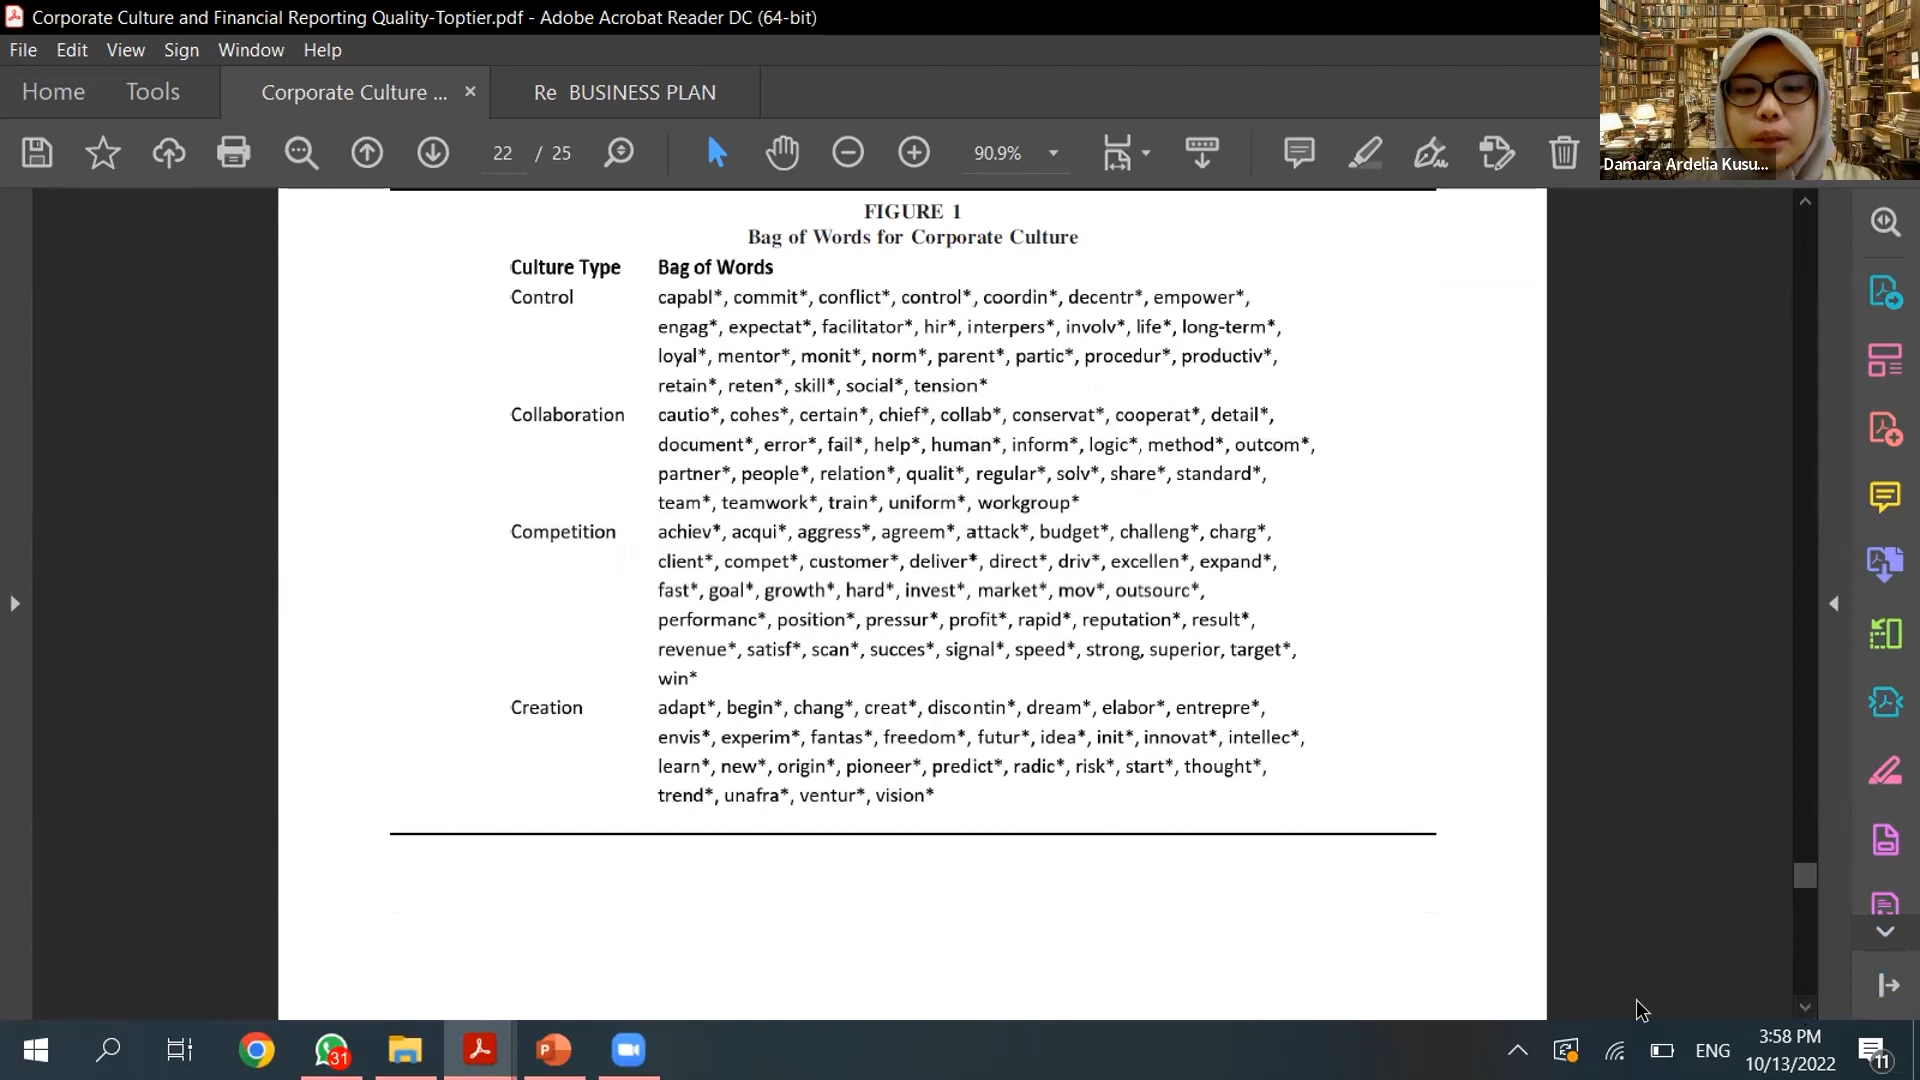 Corporate Culture and Financial Reporting Quality-Toptier.pdf - Adobe Acrobat Reader DC (64-bit)
File Edit View Sign Window Help
Home Tools Corporate Culture ... × Re BUSINESS PLAN
22 / 25 90.9%
Damara Ardelia Kusu...
FIGURE 1
Bag of Words for Corporate Culture
Culture Type Bag of Words
Control capabl*, commit*, conflict*, control*, coordin*, decentr*, empower*,
engag*, expectat*, facilitator*, hir*, interpers*, involv*, life*, long-term*,
loyal*, mentor*, monit*, norm*, parent*, partic*, procedur*, productiv*,
retain*, reten*, skill*, social*, tension*
Collaboration cautio*, cohes*, certain*, chief*, collab*, conservat*, cooperat*, detail*,
document*, error*, fail*, help*, human*, inform*, logic*, method*, outcom*,
partner*, people*, relation*, qualit*, regular*, solv*, share*, standard*,
team*, teamwork*, train*, uniform*, workgroup*
Competition achiev*, acqui*, aggress*, agreem*, attack*, budget*, challeng*, charg*,
client*, compet*, customer*, deliver*, direct*, driv*, excellen*, expand*,
fast*, goal*, growth*, hard*, invest*, market*, mov*, outsourc*,
performanc*, position*, pressur*, profit*, rapid*, reputation*, result*,
revenue*, satisf*, scan*, succes*, signal*, speed*, strong, superior, target*,
win*
Creation adapt*, begin*, chang*, creat*, discontin*, dream*, elabor*, entrepre*,
envis*, experim*, fantas*, freedom*, futur*, idea*, init*, innovat*, intellec*,
learn*, new*, origin*, pioneer*, predict*, radic*, risk*, start*, thought*,
trend*, unafra*, ventur*, vision*
31
ENG
3:58 PM
10/13/2022
11